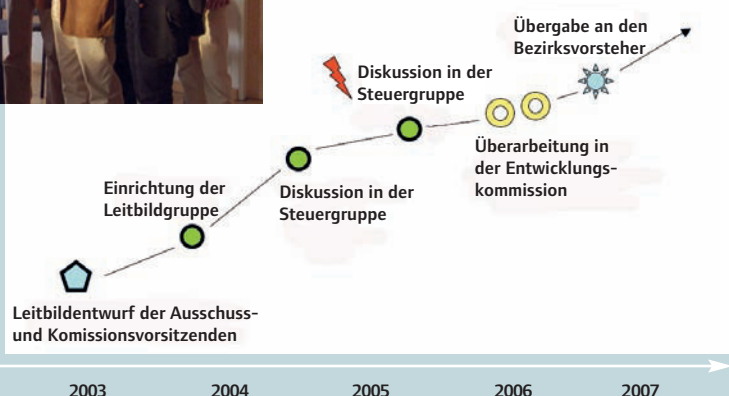 Übergabe an den
Bezirksvorsteher
Diskussion in der
Steuergruppe
Überarbeitung in
der Entwicklungs-
kommission
Einrichtung der
Leitbildgruppe
Diskussion in der
Steuergruppe
Leitbildentwurf der Ausschuss-
und Komissionsvorsitzenden
2003 2004 2005 2006 2007